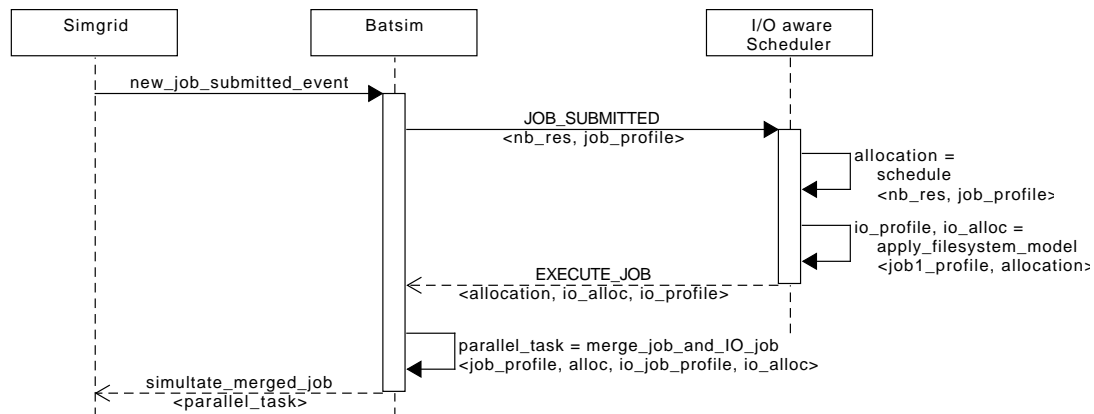 Simgrid
Batsim
I/O aware
Scheduler
new_job_submitted_event
JOB_SUBMITTED
<nb_res, job_profile>
allocation =
schedule
<nb_res, job_profile>
io_profile, io_alloc =
apply_filesystem_model
<job1_profile, allocation>
EXECUTE_JOB
<allocation, io_alloc, io_profile>
parallel_task = merge_job_and_IO_job
<job_profile, alloc, io_job_profile, io_alloc>
simultate_merged_job
<parallel_task>